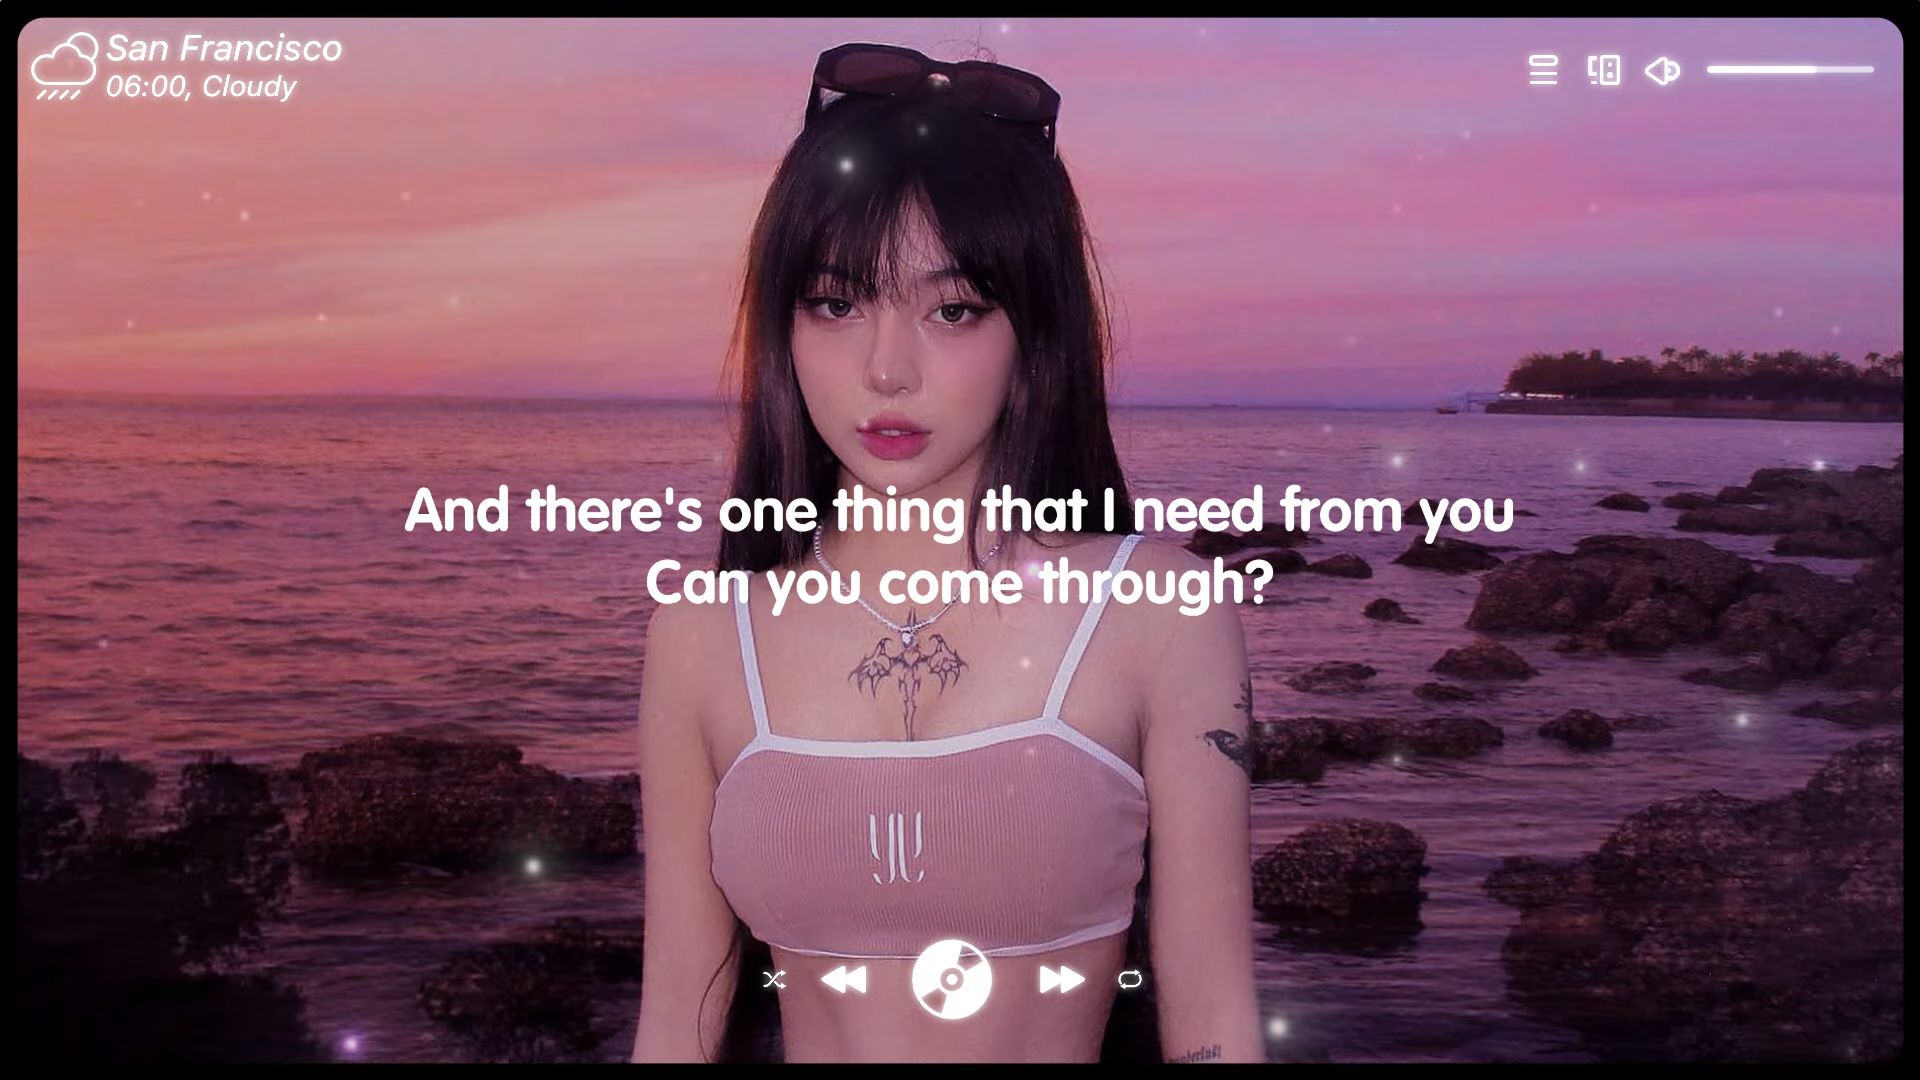 San Francisco
06:00, Cloudy
And there's one thing that I need from you
Can you come through?